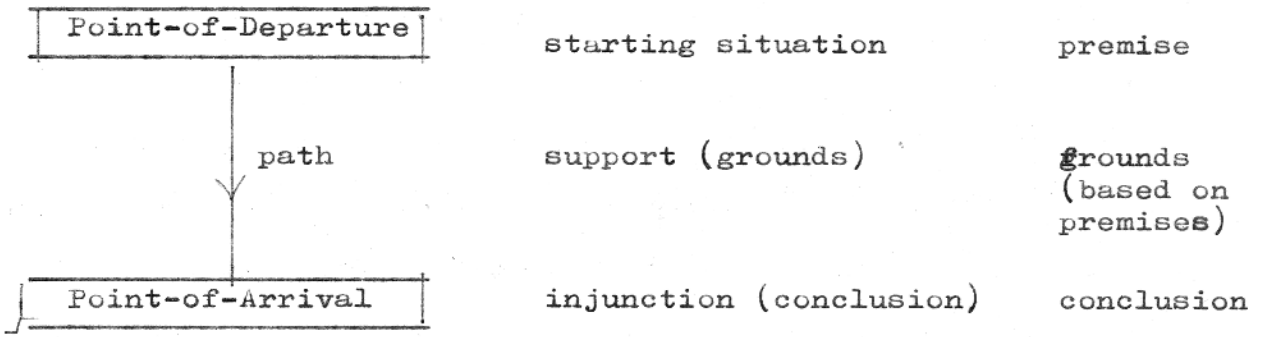 Point-of-Departure starting situation premise
path support (grounds) grounds
(based on
premises)
Point-of-Arrival injunction (conclusion) conclusion